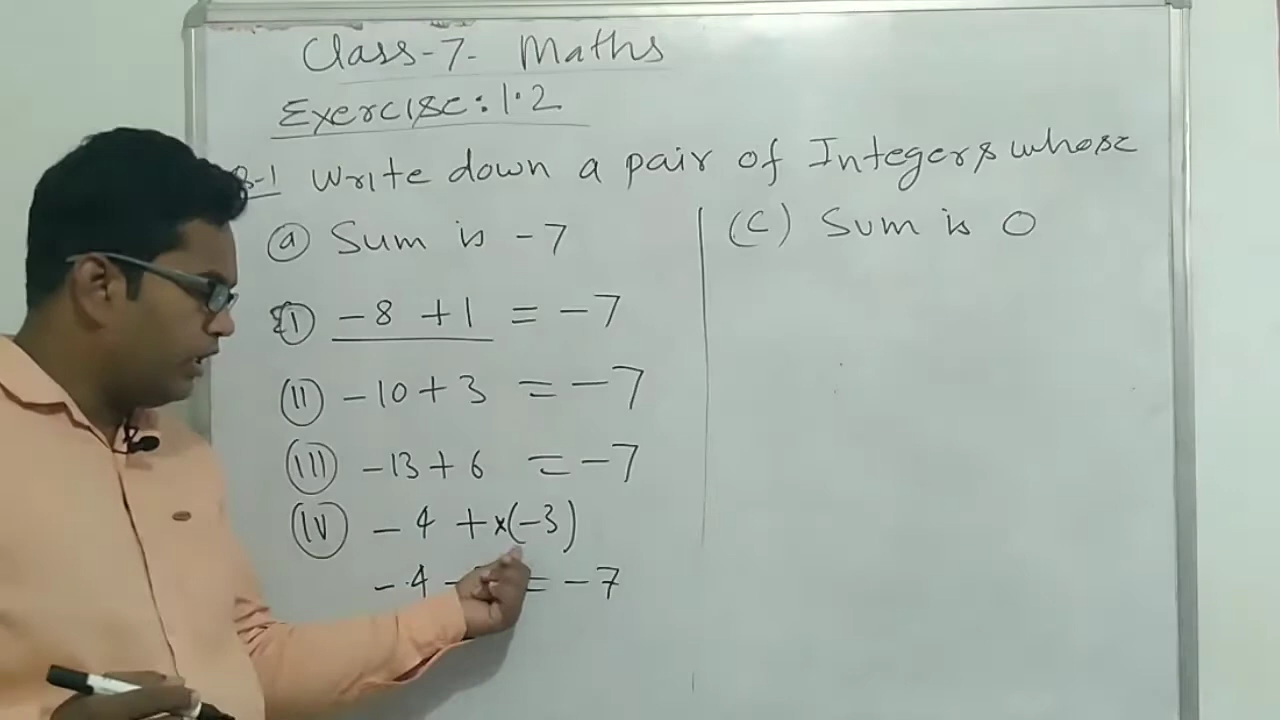 Class-7- Maths
Exercise: 1.2
Q-1 Write down a pair of Integers whose
(a) Sum is -7
(i) -8 +1 = -7
(ii) -10+3 = -7
(iii) -13+6 = -7
(iv) -4 +×(-3)
-4 - = -7
(C) Sum is 0